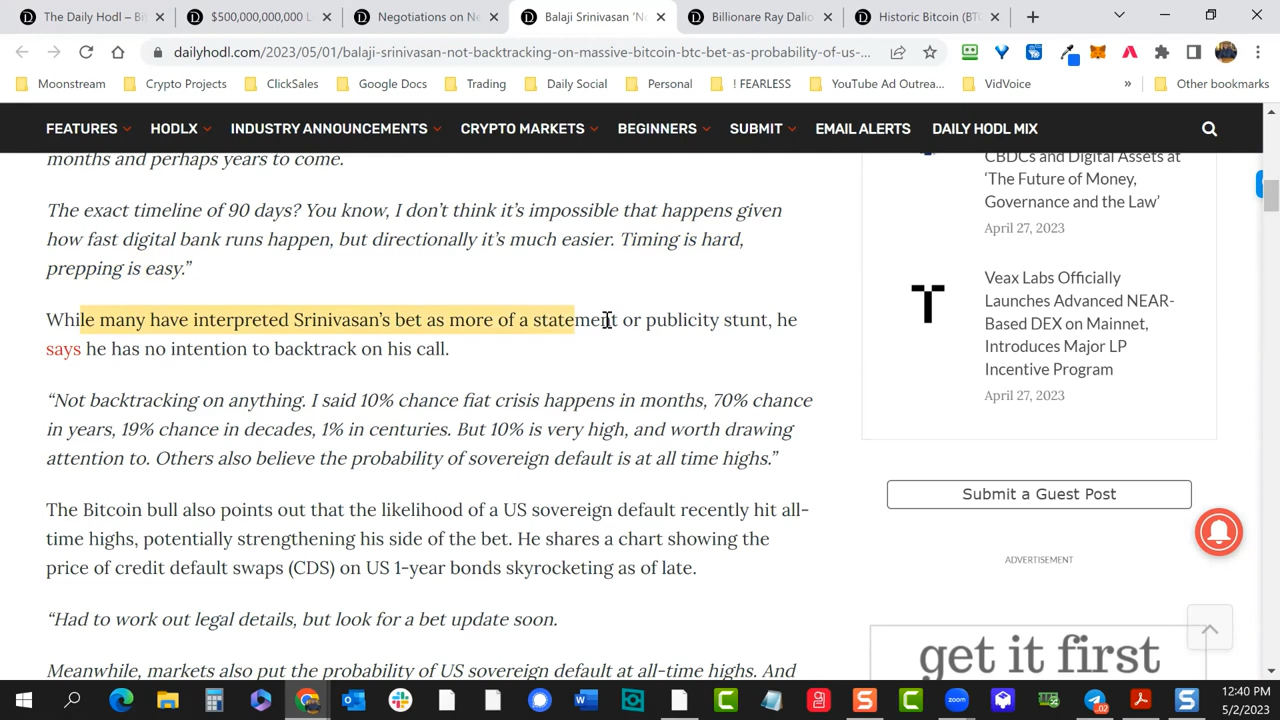 The Daily Hodl – Bi
$500,000,000,000 L
Negotiations on Ne
Balaji Srinivasan 'No
Billionare Ray Dalio
Historic Bitcoin (BTC
dailyhodl.com/2023/05/01/balaji-srinivasan-not-backtracking-on-massive-bitcoin-btc-bet-as-probability-of-us-...
Moonstream
Crypto Projects
ClickSales
Google Docs
Trading
Daily Social
Personal
! FEARLESS
YouTube Ad Outrea...
VidVoice
»
Other bookmarks
FEATURES
HODLX
INDUSTRY ANNOUNCEMENTS
CRYPTO MARKETS
BEGINNERS
SUBMIT
EMAIL ALERTS
DAILY HODL MIX
months and perhaps years to come.
The exact timeline of 90 days? You know, I don't think it's impossible that happens given
how fast digital bank runs happen, but directionally it's much easier. Timing is hard,
prepping is easy."
While many have interpreted Srinivasan's bet as more of a statement or publicity stunt, he
says he has no intention to backtrack on his call.
"Not backtracking on anything. I said 10% chance fiat crisis happens in months, 70% chance
in years, 19% chance in decades, 1% in centuries. But 10% is very high, and worth drawing
attention to. Others also believe the probability of sovereign default is at all time highs."
The Bitcoin bull also points out that the likelihood of a US sovereign default recently hit all-
time highs, potentially strengthening his side of the bet. He shares a chart showing the
price of credit default swaps (CDS) for US 1-year bonds skyrocketing as of late.
"Had to work out legal details, but look for a bet update soon.
Meanwhile, markets also put the probability of US sovereign default at all-time highs. And
CBDCs and Digital Assets at
'The Future of Money,
Governance and the Law'
April 27, 2023
Veax Labs Officially
Launches Advanced NEAR-
Based DEX on Mainnet,
Introduces Major LP
Incentive Program
April 27, 2023
Submit a Guest Post
ADVERTISEMENT
get it first
12:40 PM
5/2/2023